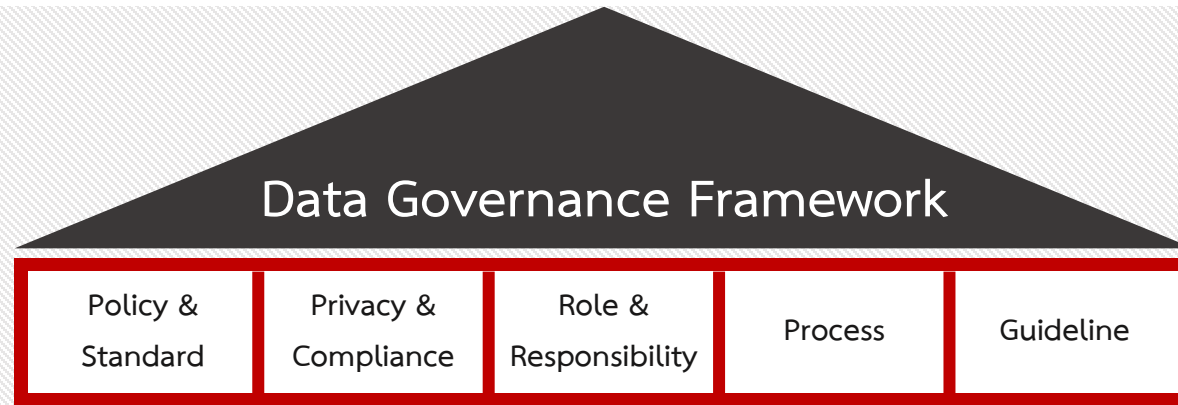 Data Governance Framework
Policy &
Standard
Privacy &
Compliance
Role &
Responsibility
Process
Guideline